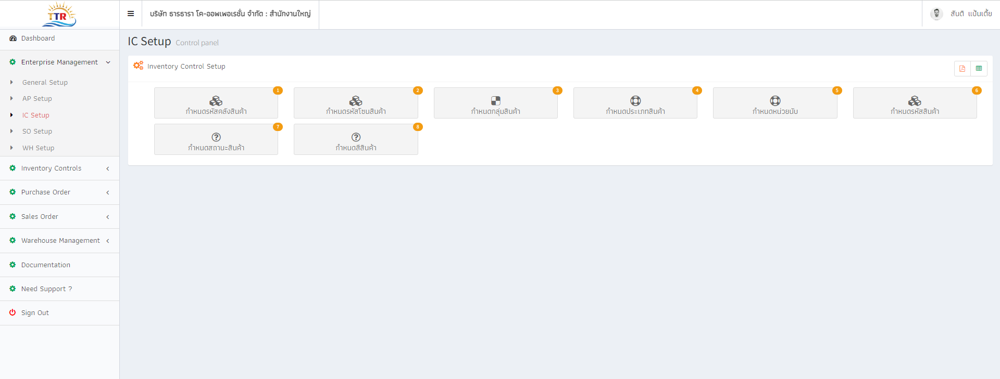 TTR
บริษัท ธารธารา โค-ออพเพอเรชั่น จำกัด : สำนักงานใหญ่
สันติ แป้นเตี้ย
Dashboard
Enterprise Management
General Setup
AP Setup
IC Setup
SO Setup
WH Setup
Inventory Controls
Purchase Order
Sales Order
Warehouse Management
Documentation
Need Support ?
Sign Out
IC Setup Control panel
Inventory Control Setup
1
กำหนดรหัสคลังสินค้า
2
กำหนดรหัสโซนสินค้า
3
กำหนดกลุ่มสินค้า
4
กำหนดประเภทสินค้า
5
กำหนดหน่วยนับ
6
กำหนดรหัสสินค้า
7
กำหนดสถานะสินค้า
8
กำหนดสีสินค้า